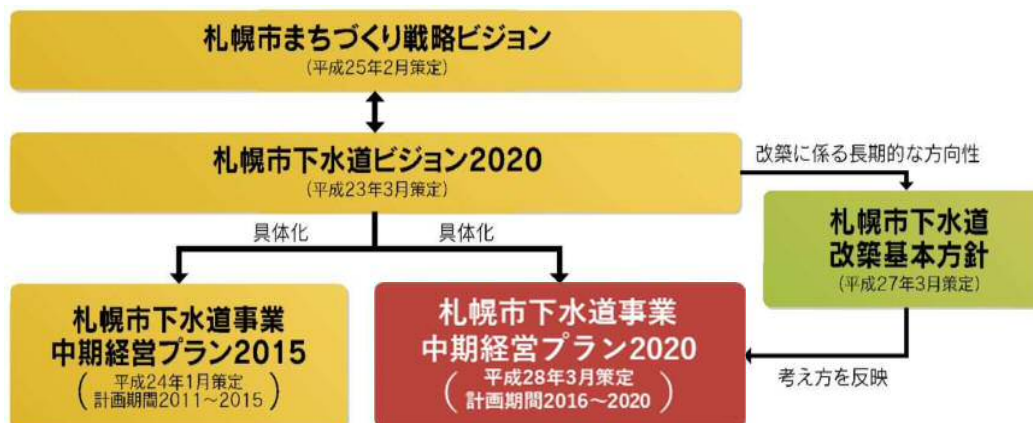 札幌市まちづくり戦略ビジョン
(平成25年2月策定)
札幌市下水道ビジョン2020
(平成23年3月策定)
改築に係る長期的な方向性
具体化
具体化
札幌市下水道
改築基本方針
(平成27年3月策定)
札幌市下水道事業
中期経営プラン2015
(平成24年1月策定
計画期間2011～2015)
札幌市下水道事業
中期経営プラン2020
(平成28年3月策定
計画期間2016～2020)
考え方を反映